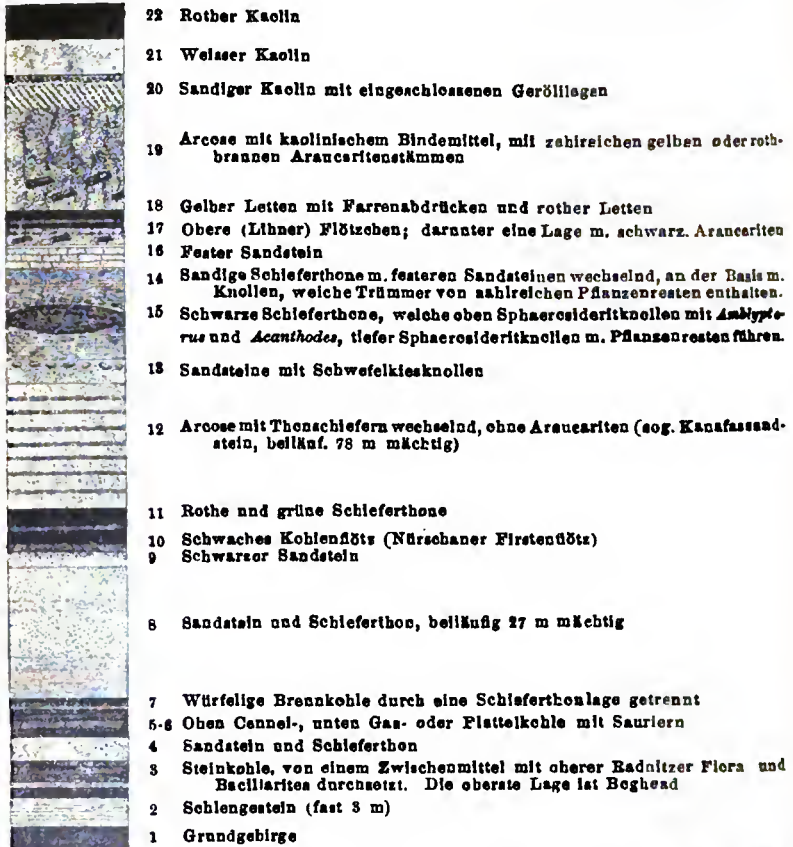 22 Rother Kaolin
21 Weisser Kaolin
20 Sandiger Kaolin mit eingeschlossenen Geröllagen
19 Arcose mit kaolinischem Bindemittel, mit zahlreichen gelben oder roth-
braunen Araucaritenstämmen
18 Gelber Letten mit Farrenabdrücken und rother Letten
17 Obere (Lihner) Flötzchen; darunter eine Lage m. schwarz. Araucariten
16 Fester Sandstein
14 Sandige Schieferthone m. festeren Sandsteinen wechselnd, an der Basis m.
Knollen, welche Trümmer von zahlreichen Pflanzenresten enthalten.
15 Schwarze Schieferthone, welche oben Sphaerosideritknollen mit Amblypte-
rus und Acanthodes, tiefer Sphaerosideritknollen m. Pflanzenresten führen.
13 Sandsteine mit Schwefelkiesknollen
12 Arcose mit Thonschiefern wechselnd, ohne Araucariten (sog. Kanafassand-
stein, beiläuf. 78 m mächtig)
11 Rothe und grüne Schieferthone
10 Schwaches Kohlenflötz (Nürschaner Firstenflötz)
9 Schwarzer Sandstein
8 Sandstein und Schieferthon, beiläufig 27 m mächtig
7 Würfelige Brennkohle durch eine Schieferthonlage getrennt
5-6 Oben Cannel-, unten Gas- oder Plattelkohle mit Sauriern
4 Sandstein und Schieferthon
3 Steinkohle, von einem Zwischenmittel mit oberer Radnitzer Flora und
Bacillarites durchsetzt. Die oberste Lage ist Boghead
2 Schlengestein (fast 3 m)
1 Grundgebirge